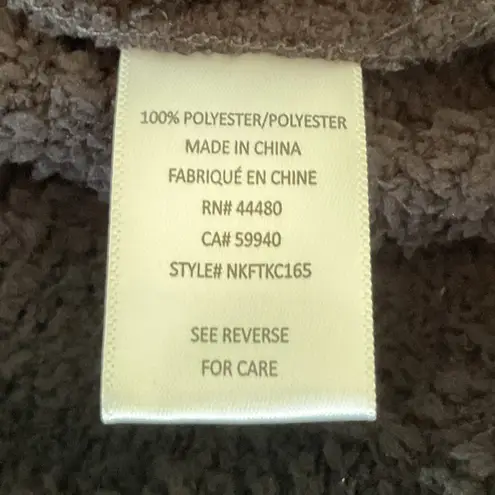 100% POLYESTER/POLYESTER
MADE IN CHINA
FABRIQUÉ EN CHINE
RN# 44480
CA# 59940
STYLE# NKFTKC165
SEE REVERSE
FOR CARE